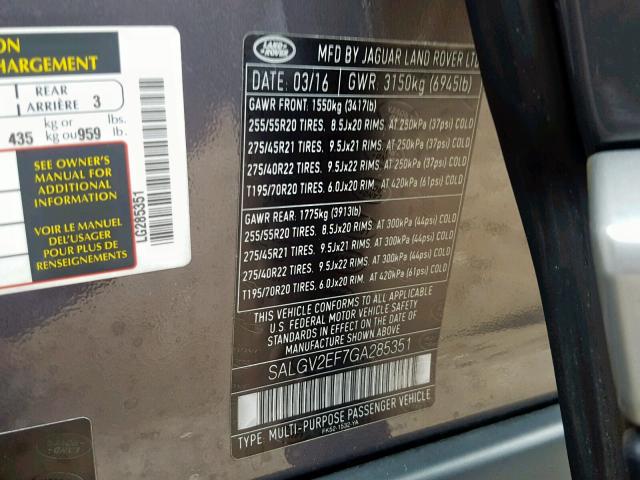 ON
CHARGEMENT
REAR
ARRIÈRE 3
435 kg or lbs.
kg ou 959 lb.
SEE OWNER'S
MANUAL FOR
ADDITIONAL
INFORMATION
VOIR LE MANUEL
DE L'USAGER
POUR PLUS DE
RENSEIGNEMENTS
LG285351
LAND ROVER
MFD BY JAGUAR LAND ROVER LTD
DATE: 03/16 GWR: 3150kg (6945lb)
GAWR FRONT: 1550kg (3417lb)
255/55R20 TIRES. 8.5Jx20 RIMS. AT 250kPa (37psi) COLD
275/45R21 TIRES. 9.5Jx21 RIMS. AT 250kPa (37psi) COLD
275/40R22 TIRES. 9.5Jx22 RIMS. AT 250kPa (37psi) COLD
T195/70R20 TIRES. 6.0Jx20 RIM. AT 420kPa (61psi) COLD
GAWR REAR: 1775kg (3913lb)
255/55R20 TIRES. 8.5Jx20 RIMS. AT 300kPa (44psi) COLD
275/45R21 TIRES. 9.5Jx21 RIMS. AT 300kPa (44psi) COLD
275/40R22 TIRES. 9.5Jx22 RIMS. AT 300kPa (44psi) COLD
T195/70R20 TIRES. 6.0Jx20 RIM. AT 420kPa (61psi) COLD
THIS VEHICLE CONFORMS TO ALL APPLICABLE
U.S. FEDERAL MOTOR VEHICLE SAFETY STANDARDS
IN EFFECT ON THE DATE OF MANUFACTURE
SHOWN ABOVE.
SALGV2EF7GA285351
TYPE: MULTI-PURPOSE PASSENGER VEHICLE
FK52-1532-YA